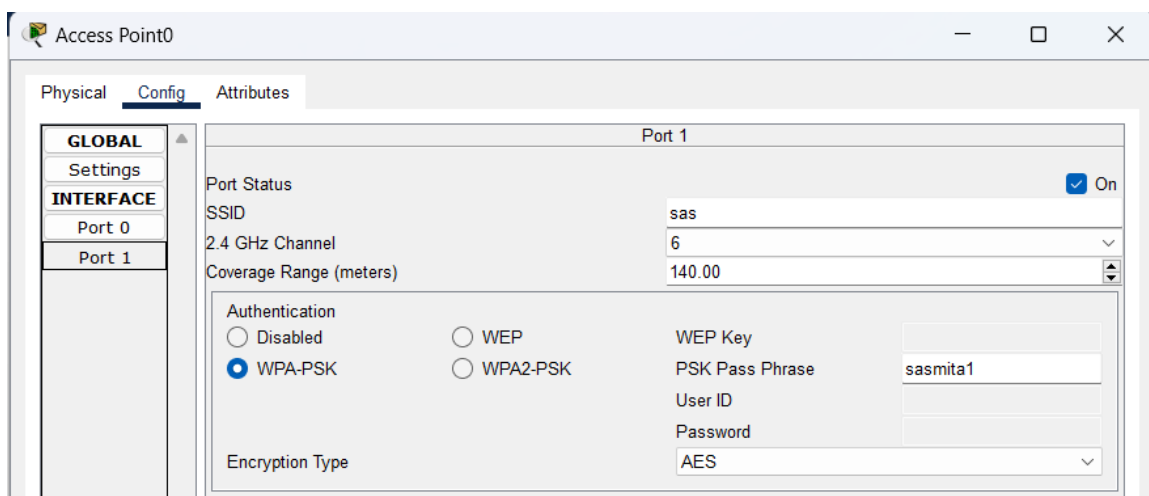 Access Point0
Physical Config Attributes
GLOBAL
Settings
INTERFACE
Port 0
Port 1
Port 1
Port Status On
SSID sas
2.4 GHz Channel 6
Coverage Range (meters) 140.00
Authentication
Disabled WEP WEP Key
WPA-PSK WPA2-PSK PSK Pass Phrase sasmita1
User ID
Password
Encryption Type AES